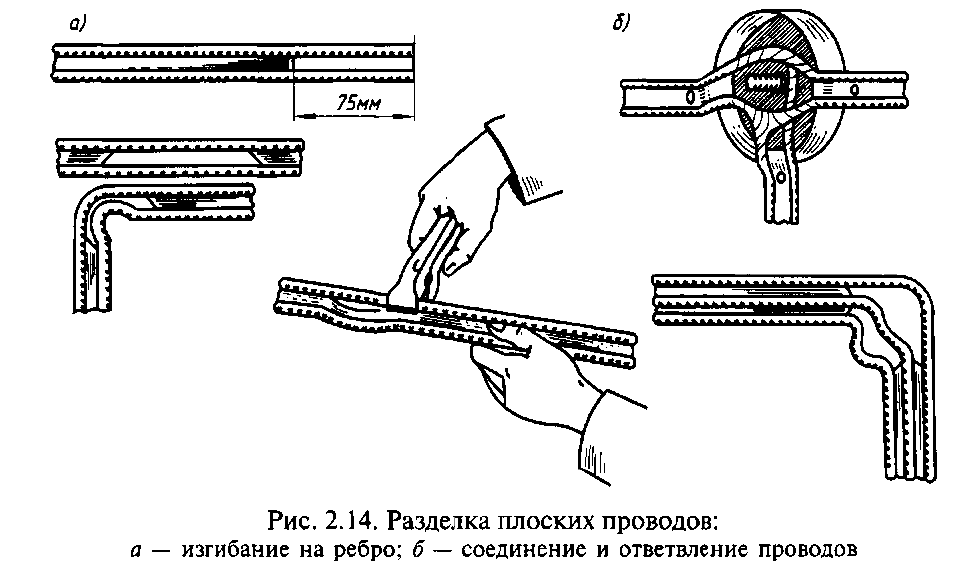 а)
б)
75мм
Рис. 2.14. Разделка плоских проводов:
а — изгибание на ребро; б — соединение и ответвление проводов